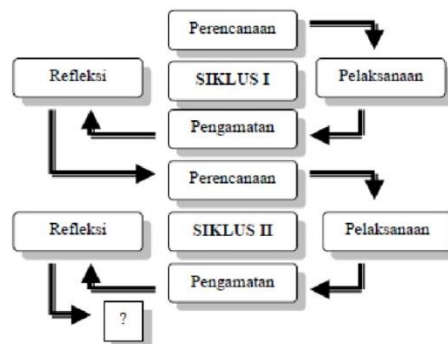 Perencanaan
Refleksi
SIKLUS I
Pelaksanaan
Pengamatan
Perencanaan
Refleksi
SIKLUS II
Pelaksanaan
Pengamatan
?